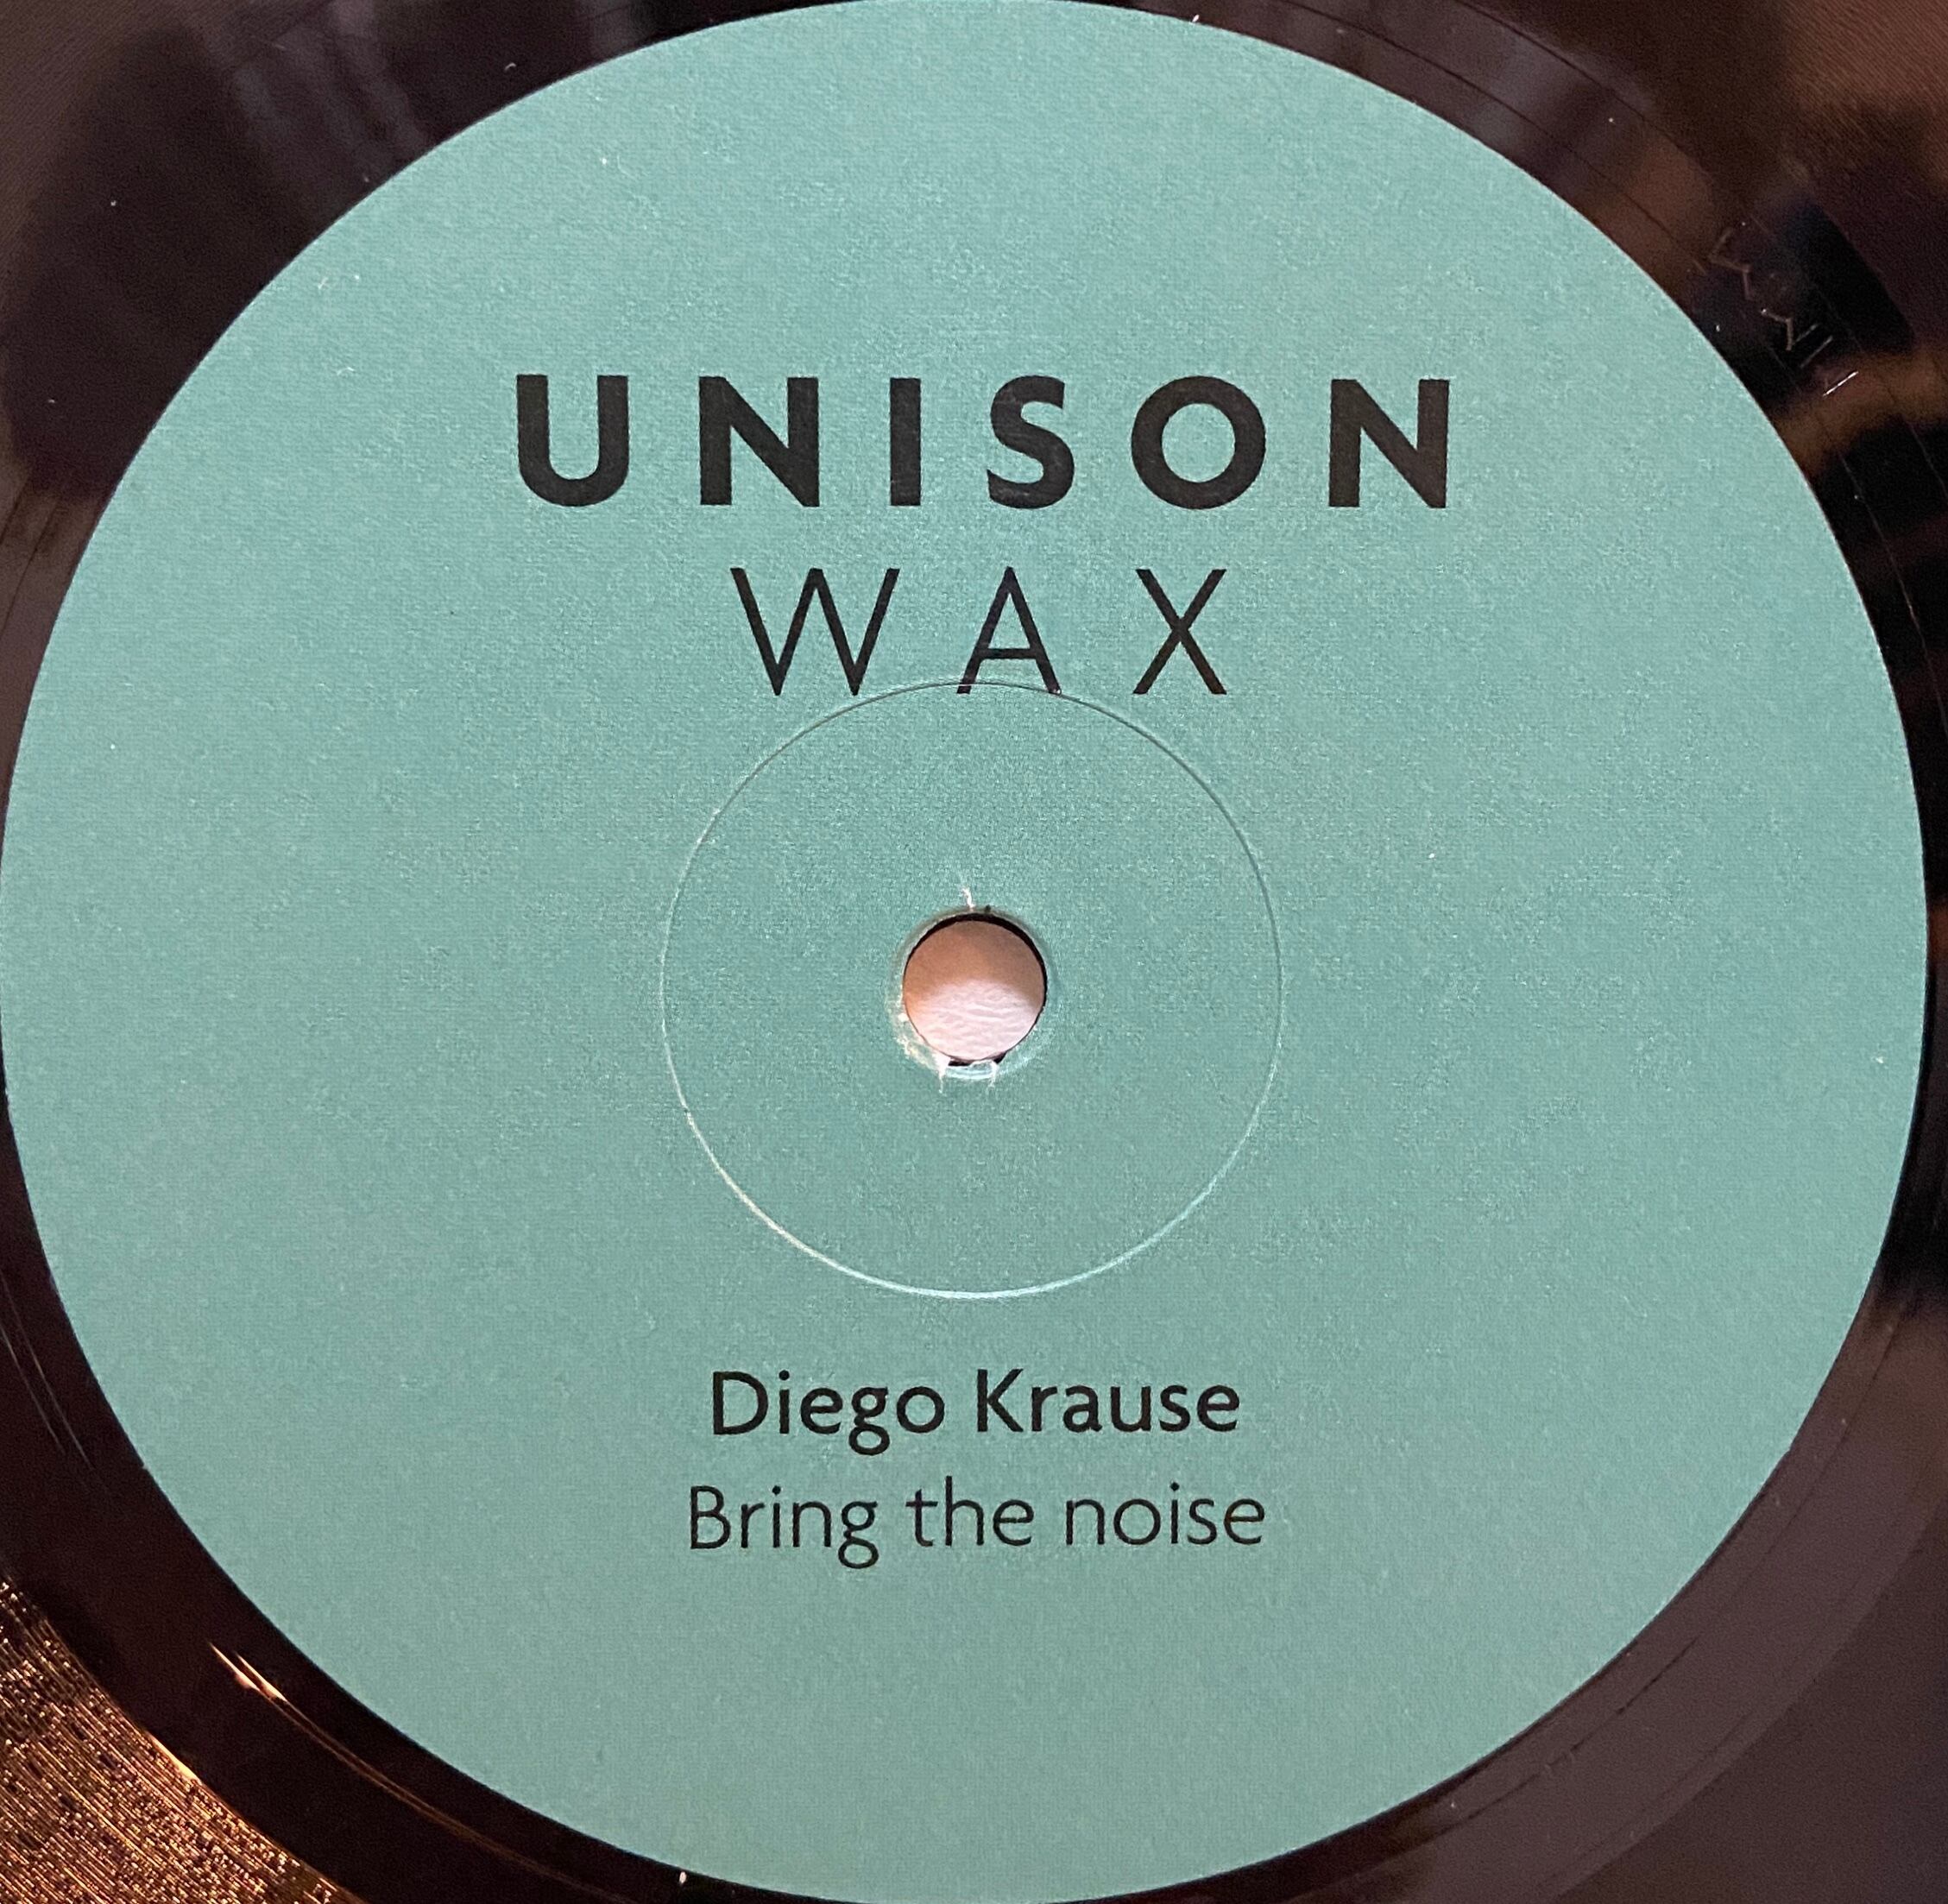 UNISON
WAX
Diego Krause
Bring the noise